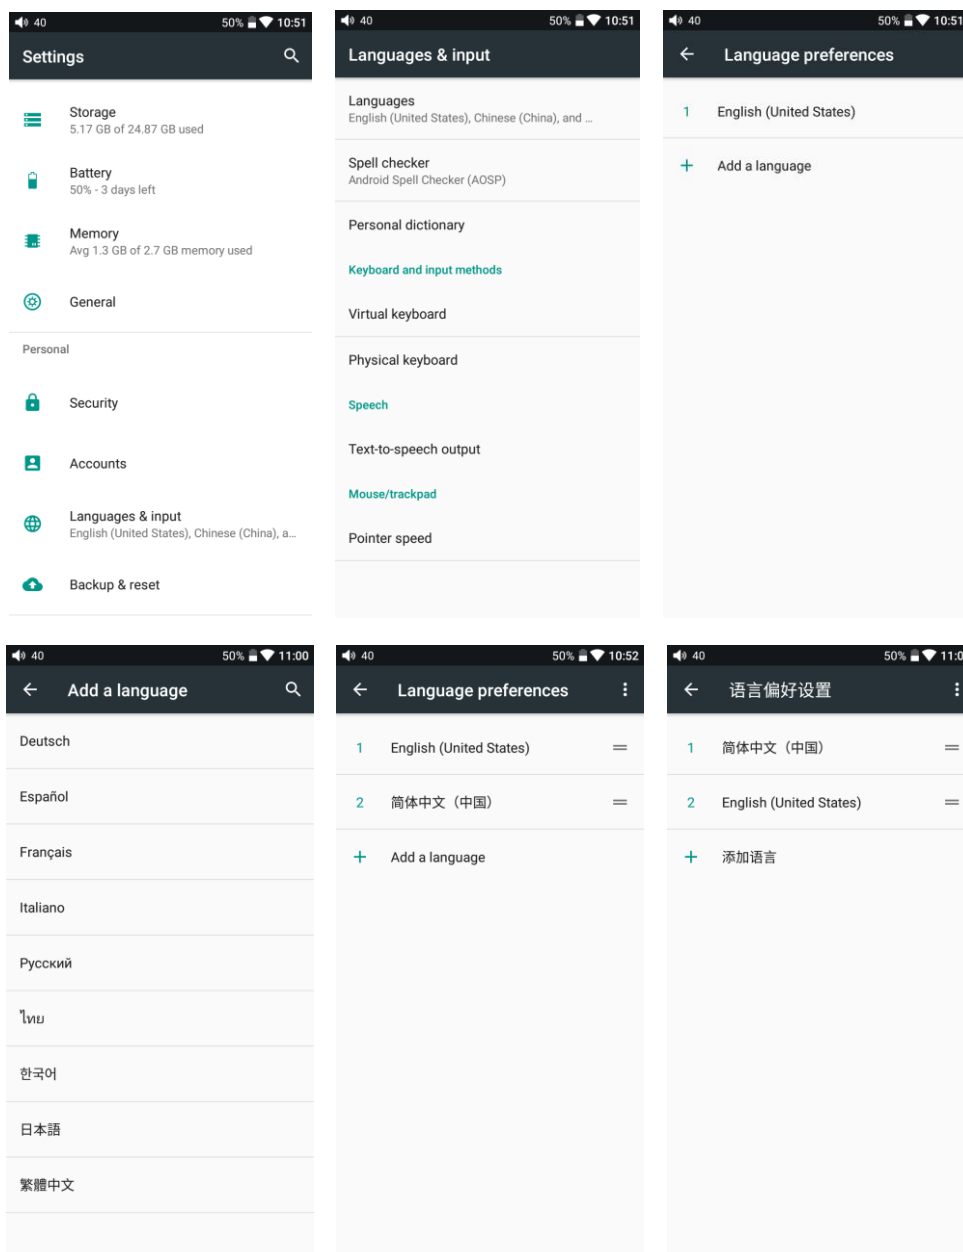 40 50% 10:51
Settings
Storage
5.17 GB of 24.87 GB used
Battery
50% - 3 days left
Memory
Avg 1.3 GB of 2.7 GB memory used
General
Personal
Security
Accounts
Languages & input
English (United States), Chinese (China), a...
Backup & reset
40 50% 10:51
Languages & input
Languages
English (United States), Chinese (China), and ...
Spell checker
Android Spell Checker (AOSP)
Personal dictionary
Keyboard and input methods
Virtual keyboard
Physical keyboard
Speech
Text-to-speech output
Mouse/trackpad
Pointer speed
40 50% 10:51
Language preferences
1 English (United States)
+ Add a language
40 50% 11:00
Add a language
Deutsch
Español
Français
Italiano
Русский
ไทย
한국어
日本語
繁體中文
40 50% 10:52
Language preferences
1 English (United States)
2 简体中文（中国）
+ Add a language
40 50% 11:0
语言偏好设置
1 简体中文（中国）
2 English (United States)
+ 添加语言